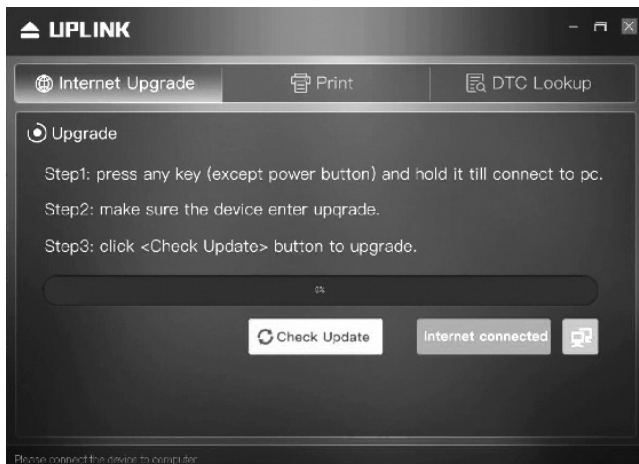 UPLINK
Internet Upgrade
Print
DTC Lookup
Upgrade
Step1: press any key (except power button) and hold it till connect to pc.
Step2: make sure the device enter upqrade.
Step3: click <Check Update> button to upgrade.
0%
Check Update
Internet connected
Please connect the device to computer